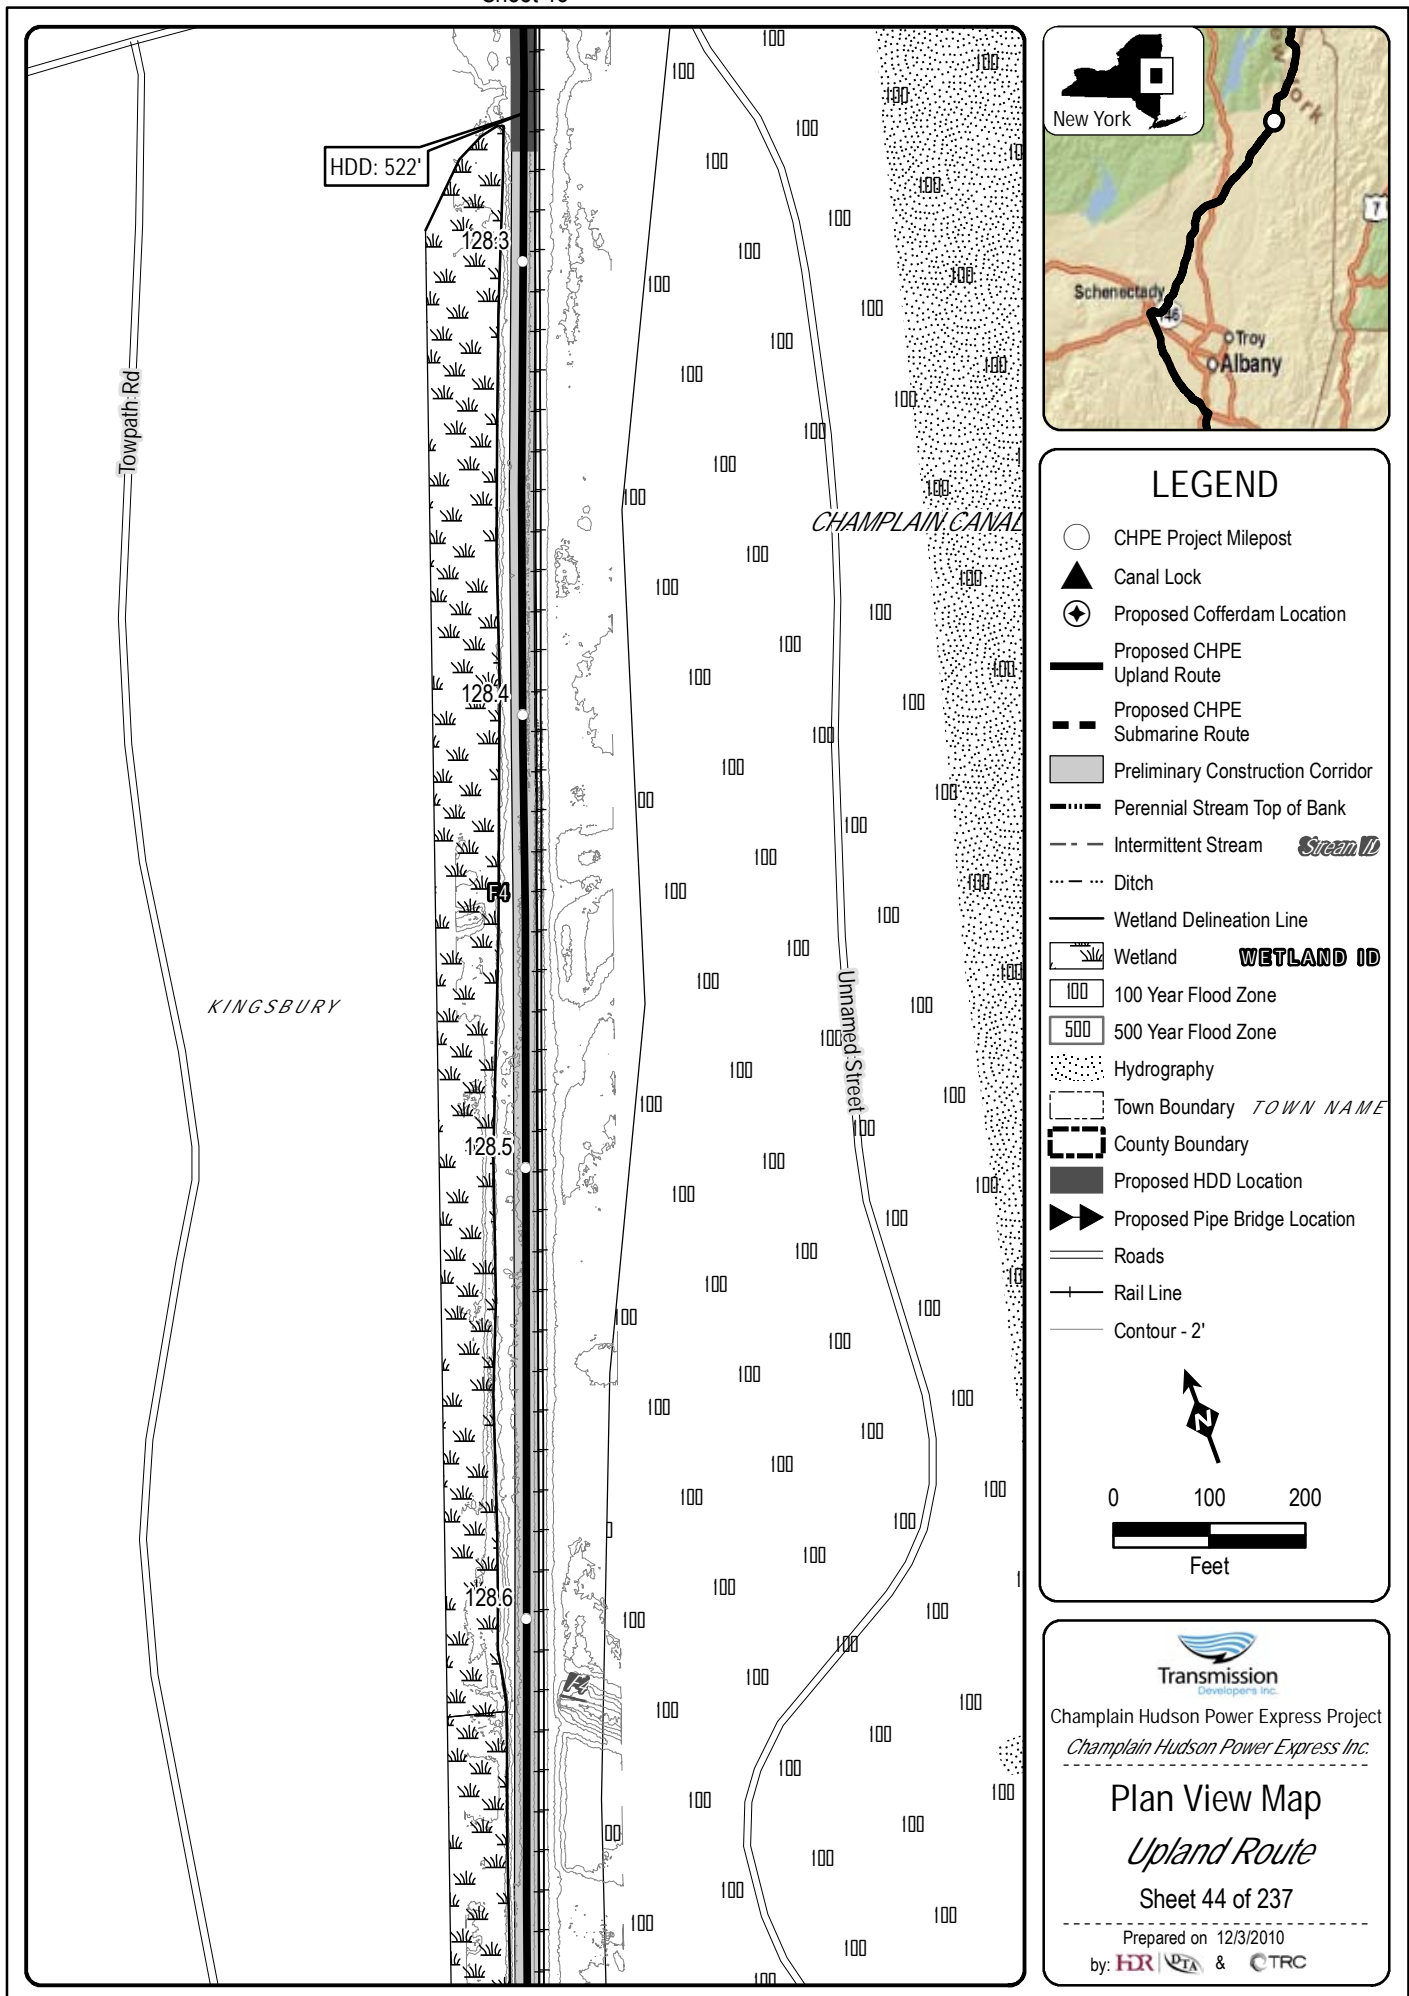 HDD: 522'
128.3
128.4
F4
128.5
128.6
Towpath Rd
KINGSBURY
CHAMPLAIN CANAL
Unnamed Street
100
New York
7
Schenectady
146
Troy
Albany
LEGEND
CHPE Project Milepost
Canal Lock
Proposed Cofferdam Location
Proposed CHPE
Upland Route
Proposed CHPE
Submarine Route
Preliminary Construction Corridor
Perennial Stream Top of Bank
Intermittent Stream Stream ID
Ditch
Wetland Delineation Line
Wetland WETLAND ID
100 100 Year Flood Zone
500 500 Year Flood Zone
Hydrography
Town Boundary TOWN NAME
County Boundary
Proposed HDD Location
Proposed Pipe Bridge Location
Roads
Rail Line
Contour - 2'
N
0 100 200
Feet
Transmission
Developers Inc.
Champlain Hudson Power Express Project
Champlain Hudson Power Express Inc.
Plan View Map
Upland Route
Sheet 44 of 237
Prepared on 12/3/2010
by: HDR DTA & TRC